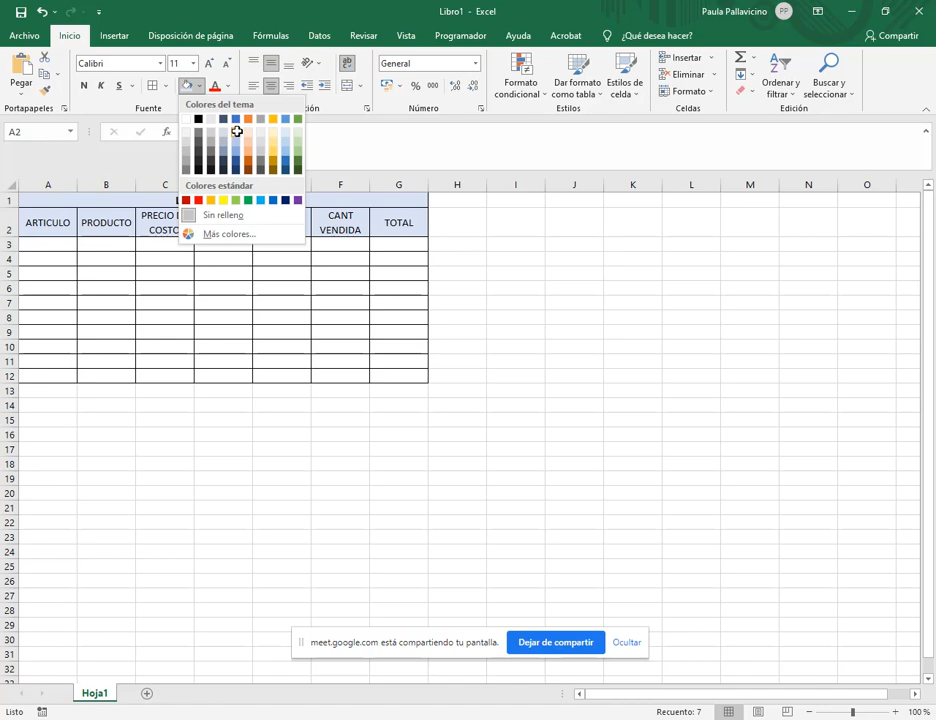 Libro1 - Excel
Paula Pallavicino PP
Archivo Inicio Insertar Disposición de página Fórmulas Datos Revisar Vista Programador Ayuda Acrobat ¿Qué desea hacer? Compartir
Pegar
Calibri 11
General
N K S
% 000
Formato condicional
Dar formato como tabla
Estilos de celda
Insertar
Eliminar
Formato
Ordenar y filtrar
Buscar y seleccionar
Portapapeles Fuente Número Estilos Celdas Edición
Colores del tema
Colores estándar
Sin relleno
Más colores...
A2 fx
A B C F G H I J K L M N O
1
2 ARTICULO PRODUCTO PRECIO COSTO CANT VENDIDA TOTAL
3
4
5
6
7
8
9
10
11
12
13
14
15
16
17
18
19
20
21
22
23
24
25
26
27
28
29
30
31
32
meet.google.com está compartiendo tu pantalla. Dejar de compartir Ocultar
Hoja1
Listo Recuento: 7 100 %